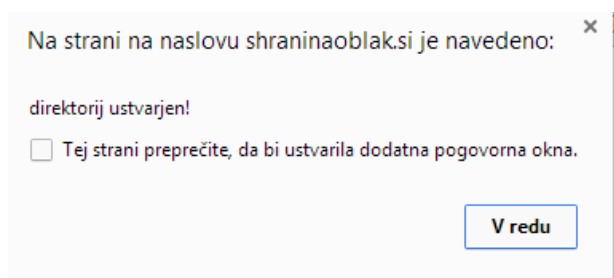 Na strani na naslovu shraninaoblak.si je navedeno:
direktorij ustvarjen!
Tej strani preprečite, da bi ustvarila dodatna pogovorna okna.
V redu